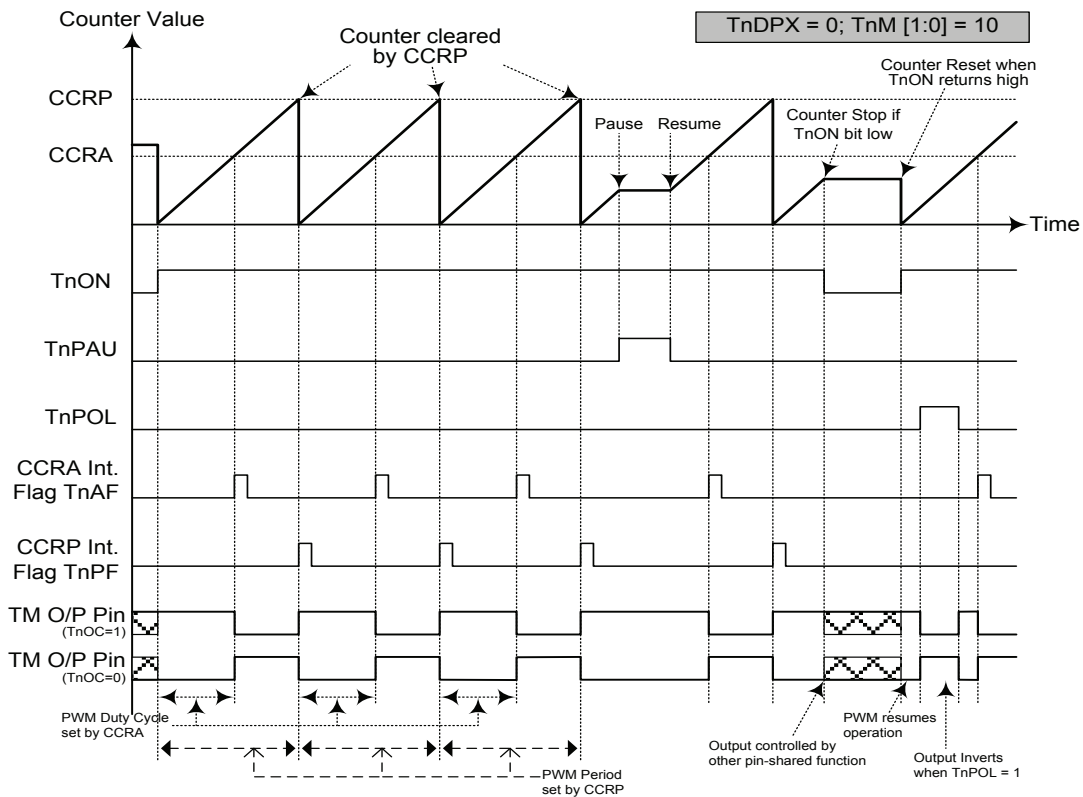 Counter Value
TnDPX = 0; TnM [1:0] = 10
Counter cleared
by CCRP
Counter Reset when
TnON returns high
CCRP
Counter Stop if
TnON bit low
Pause
Resume
CCRA
Time
TnON
TnPAU
TnPOL
CCRA Int.
Flag TnAF
CCRP Int.
Flag TnPF
TM O/P Pin
(TnOC=1)
TM O/P Pin
(TnOC=0)
PWM Duty Cycle
set by CCRA
PWM resumes
operation
Output controlled by
other pin-shared function
Output Inverts
when TnPOL = 1
PWM Period
set by CCRP